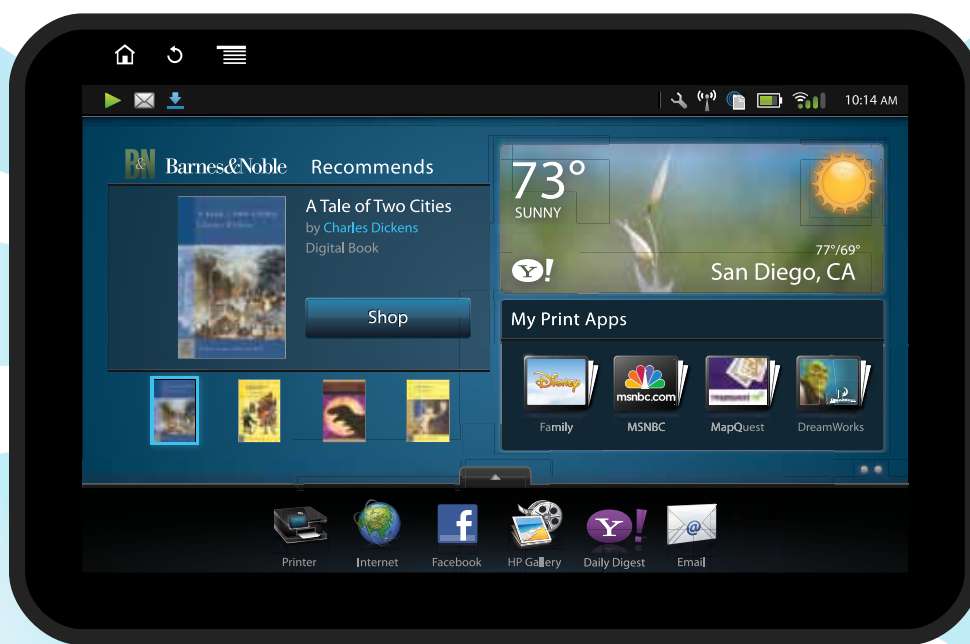 10:14 AM
B&N Barnes&Noble Recommends
A Tale of Two Cities
by Charles Dickens
Digital Book
Shop
73°
SUNNY
77°/69°
Y! San Diego, CA
My Print Apps
Disney
msnbc.com
Family
MSNBC
MapQuest
DreamWorks
f
Y!
@
Printer
Internet
Facebook
HP Gallery
Daily Digest
Email